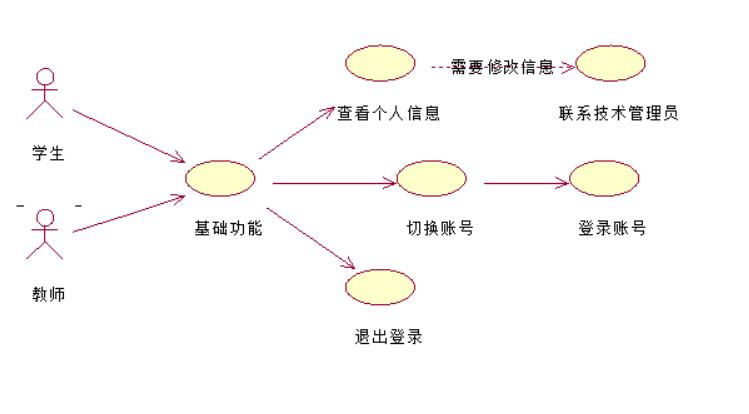 需要修改信息
查看个人信息
联系技术管理员
学生
基础功能
切换账号
登录账号
教师
退出登录